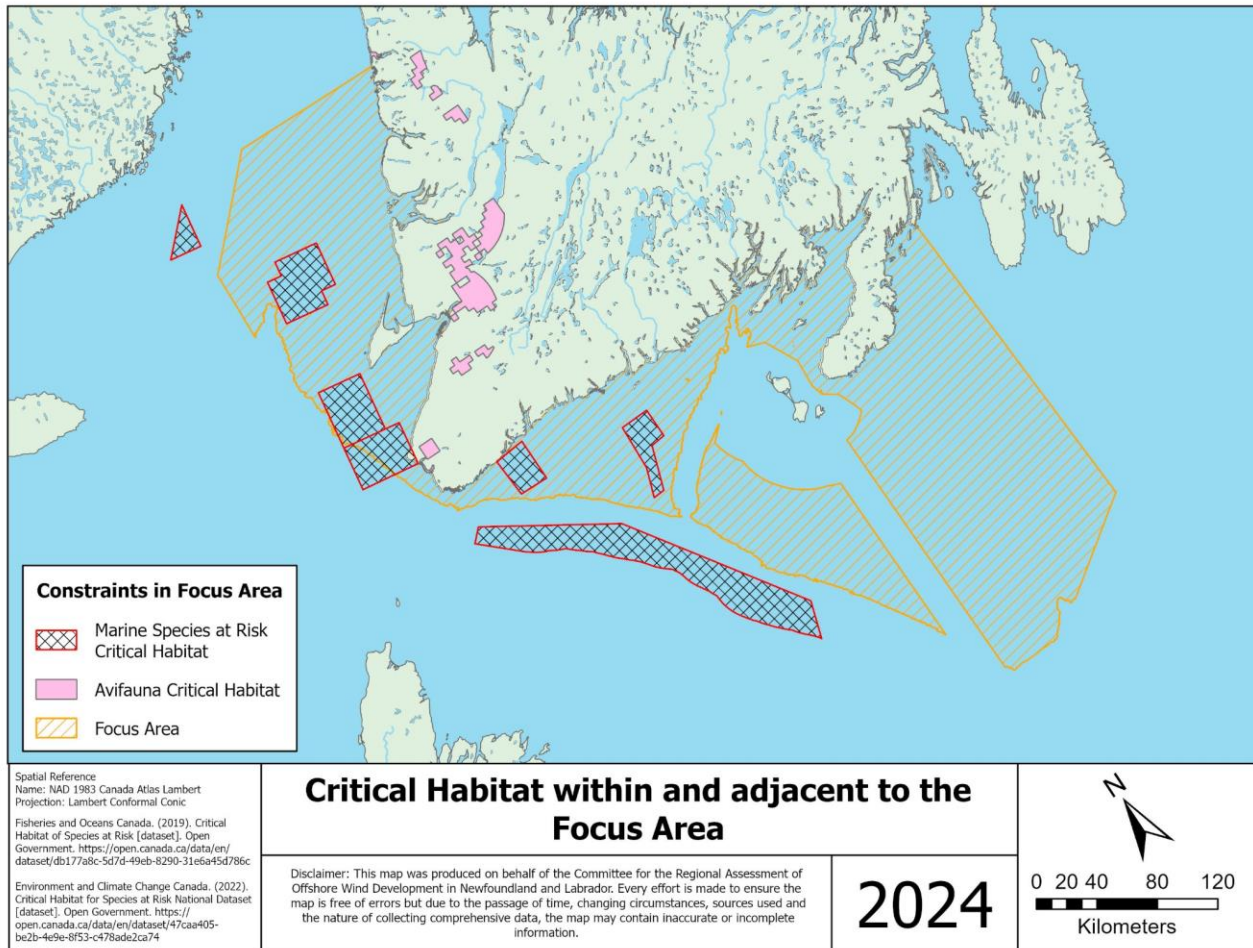 Constraints in Focus Area
Marine Species at Risk
Critical Habitat
Avifauna Critical Habitat
Focus Area
Spatial Reference
Name: NAD 1983 Canada Atlas Lambert
Projection: Lambert Conformal Conic
Fisheries and Oceans Canada. (2019). Critical
Habitat of Species at Risk [dataset]. Open
Government. https://open.canada.ca/data/en/
dataset/db177a8c-5d7d-49eb-8290-31e6a45d786c
Environment and Climate Change Canada. (2022).
Critical Habitat for Species at Risk National Dataset
[dataset]. Open Government. https://
open.canada.ca/data/en/dataset/47caa405-
be2b-4e9e-8f53-c478ade2ca74
Critical Habitat within and adjacent to the
Focus Area
Disclaimer: This map was produced on behalf of the Committee for the Regional Assessment of
Offshore Wind Development in Newfoundland and Labrador. Every effort is made to ensure the
map is free of errors but due to the passage of time, changing circumstances, sources used and
the nature of collecting comprehensive data, the map may contain inaccurate or incomplete
information.
2024
N
0 20 40 80 120
Kilometers